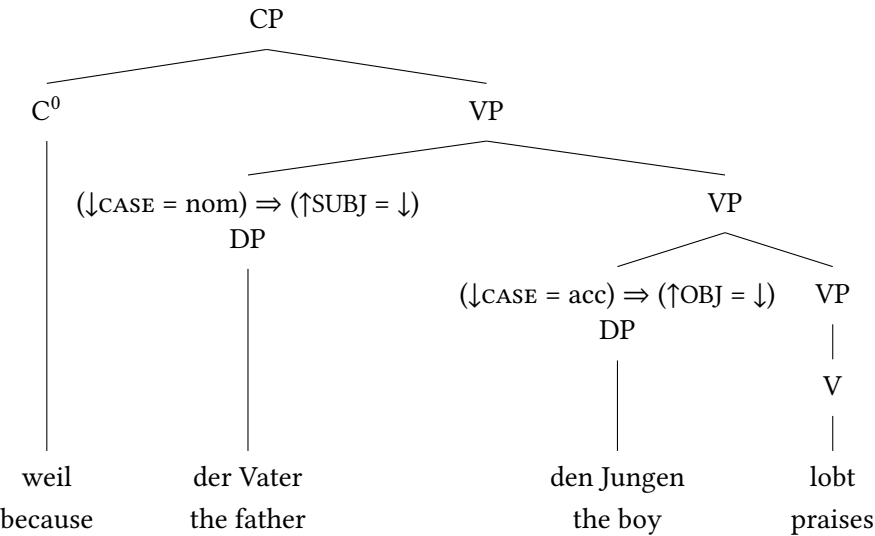 CP
C⁰ VP
(↓CASE = nom) ⇒ (↑SUBJ = ↓) VP
DP
(↓CASE = acc) ⇒ (↑OBJ = ↓) VP
DP
V
weil der Vater den Jungen lobt
because the father the boy praises